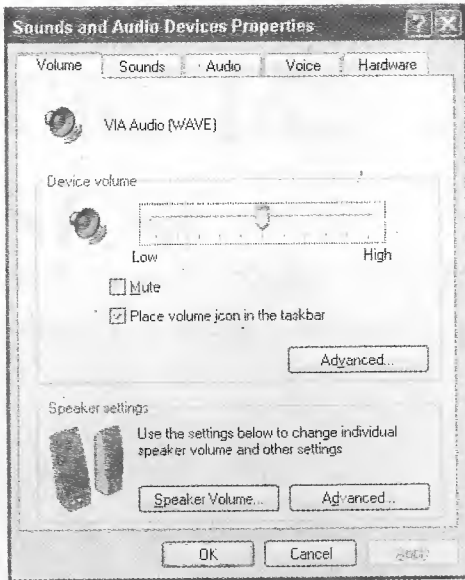 Sounds and Audio Devices Properties
Volume Sounds Audio Voice Hardware
VIA Audio (WAVE)
Device volume
Low High
Mute
Place volume icon in the taskbar
Advanced...
Speaker settings
Use the settings below to change individual
speaker volume and other settings
Speaker Volume... Advanced...
OK Cancel Apply